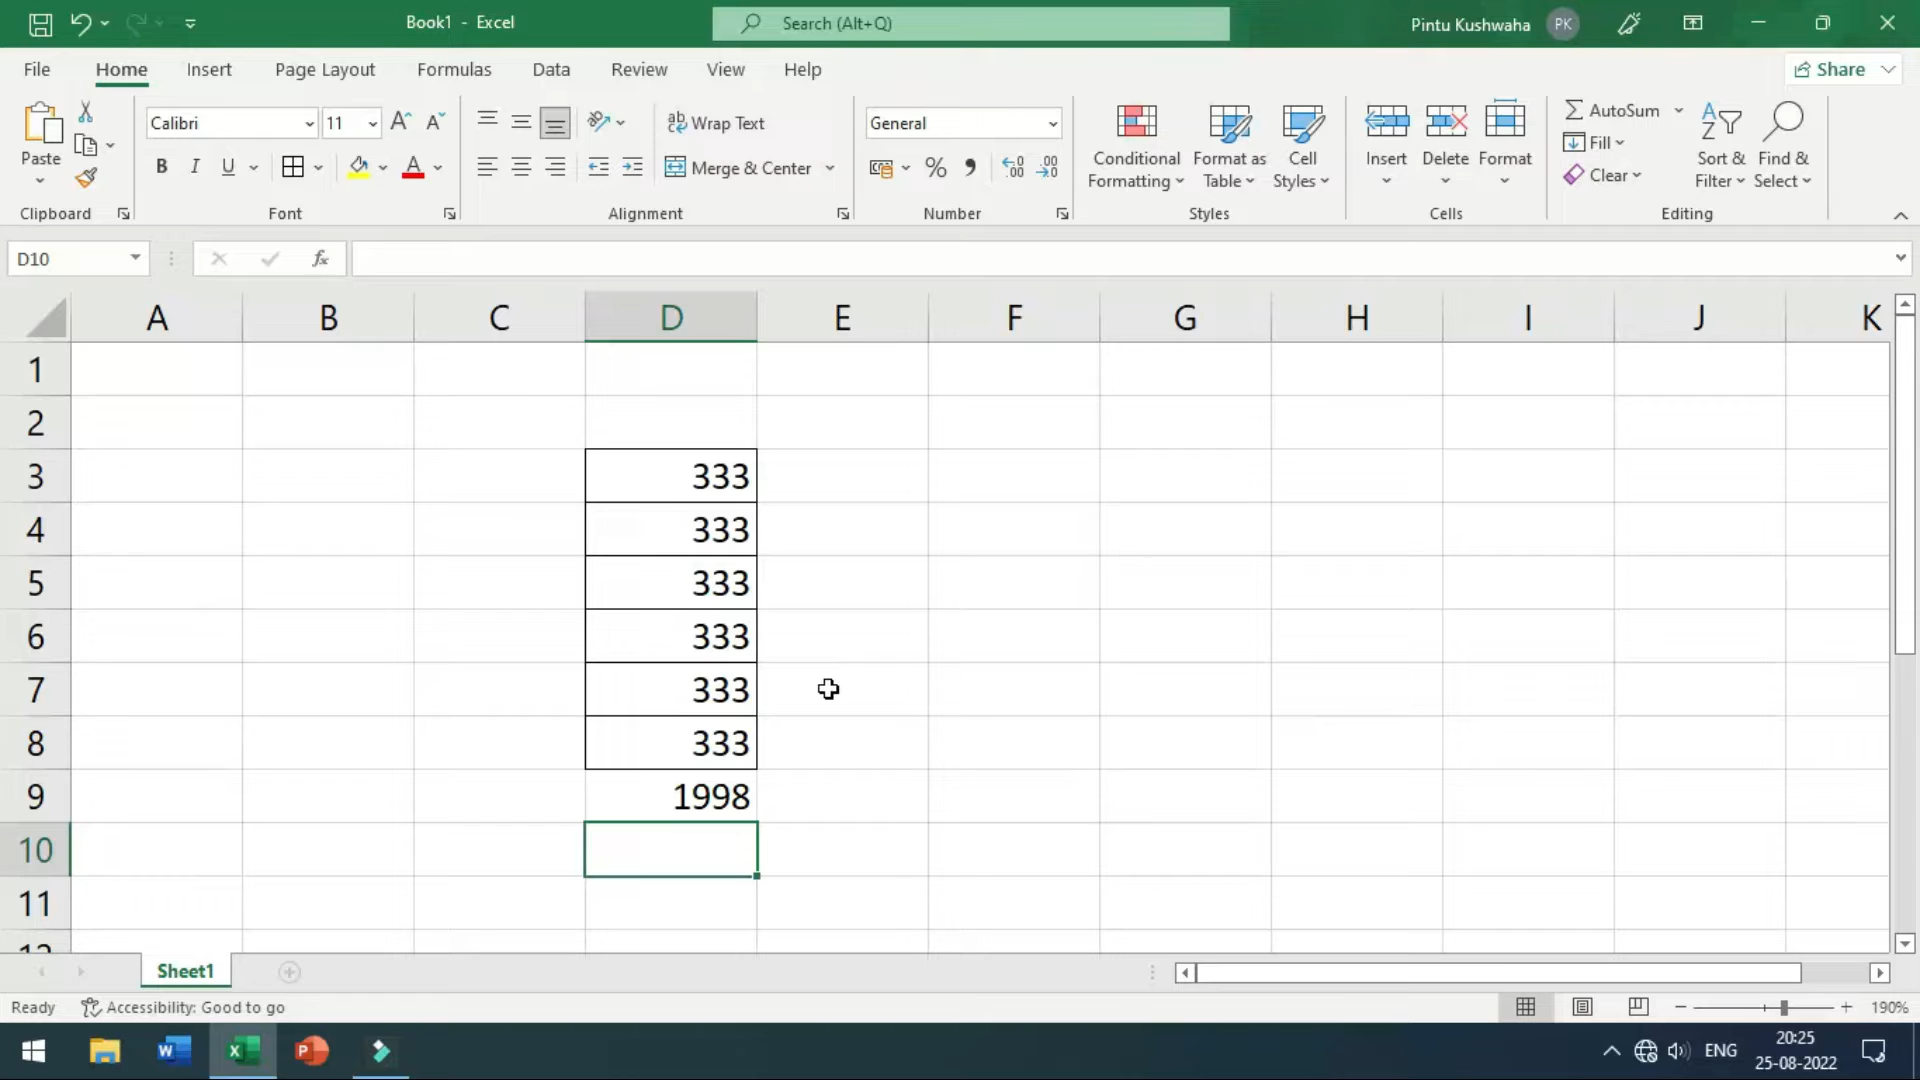 Book1 - Excel
Search (Alt+Q)
Pintu Kushwaha
PK
File
Home
Insert
Page Layout
Formulas
Data
Review
View
Help
Share
Paste
Clipboard
Calibri
11
B I U
Font
Wrap Text
Merge & Center
Alignment
General
Number
Conditional
Formatting
Format as
Table
Cell
Styles
Styles
Insert
Delete
Format
Cells
AutoSum
Fill
Clear
Sort &
Filter
Find &
Select
Editing
D10
fx
A B C D E F G H I J K
1
2
3 333
4 333
5 333
6 333
7 333
8 333
9 1998
10
11
12
Sheet1
Ready
Accessibility: Good to go
190%
ENG
20:25
25-08-2022